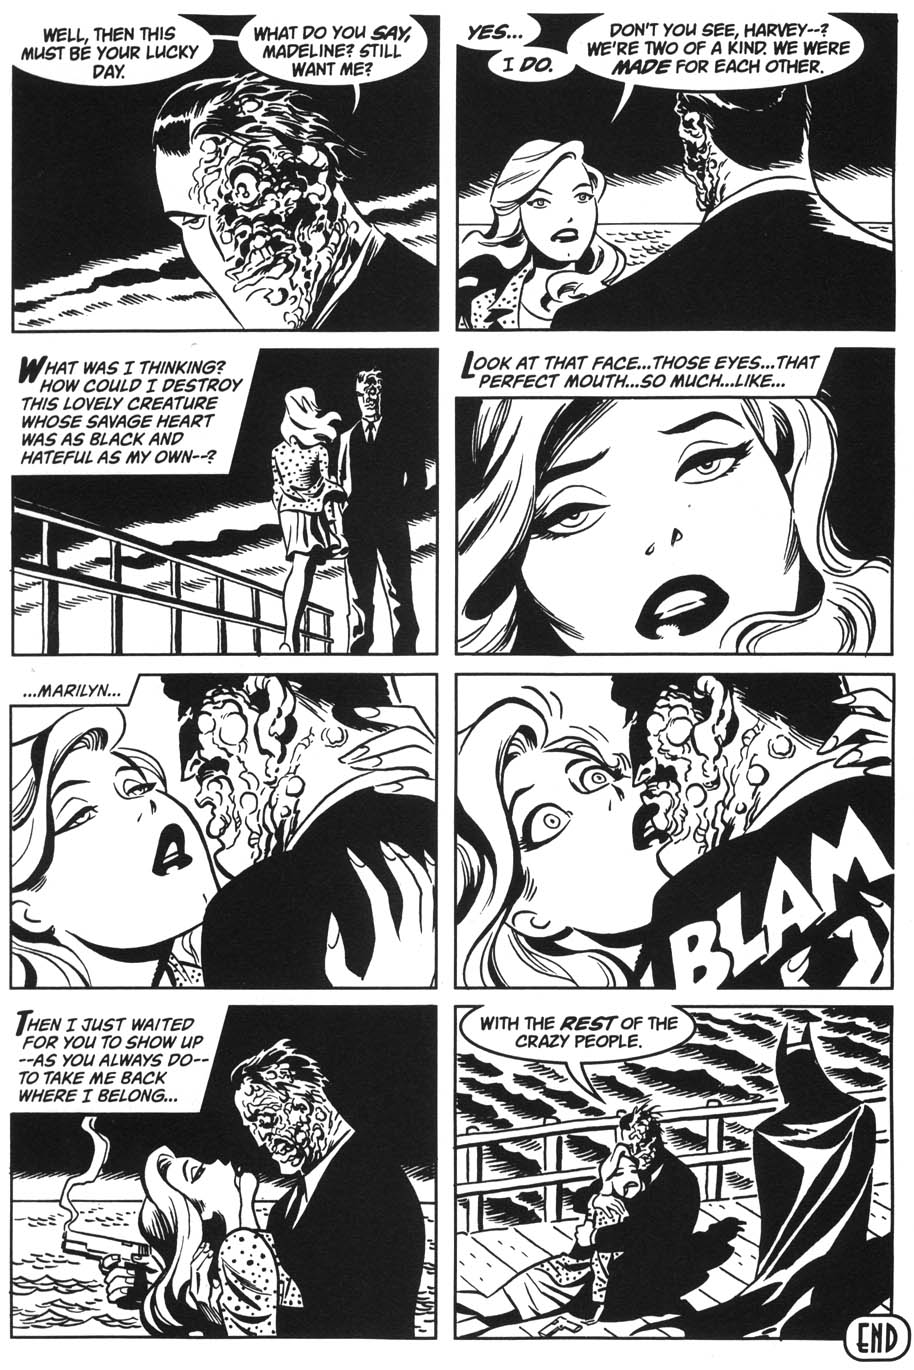 WELL, THEN THIS
MUST BE YOUR LUCKY
DAY.
WHAT DO YOU SAY,
MADELINE? STILL
WANT ME?
YES...
I DO.
DON'T YOU SEE, HARVEY--?
WE'RE TWO OF A KIND. WE WERE
MADE FOR EACH OTHER.
WHAT WAS I THINKING?
HOW COULD I DESTROY
THIS LOVELY CREATURE
WHOSE SAVAGE HEART
WAS AS BLACK AND
HATEFUL AS MY OWN--?
LOOK AT THAT FACE...THOSE EYES...THAT
PERFECT MOUTH...SO MUCH...LIKE...
...MARILYN...
BLAM
THEN I JUST WAITED
FOR YOU TO SHOW UP
--AS YOU ALWAYS DO--
TO TAKE ME BACK
WHERE I BELONG...
WITH THE REST OF THE
CRAZY PEOPLE.
END